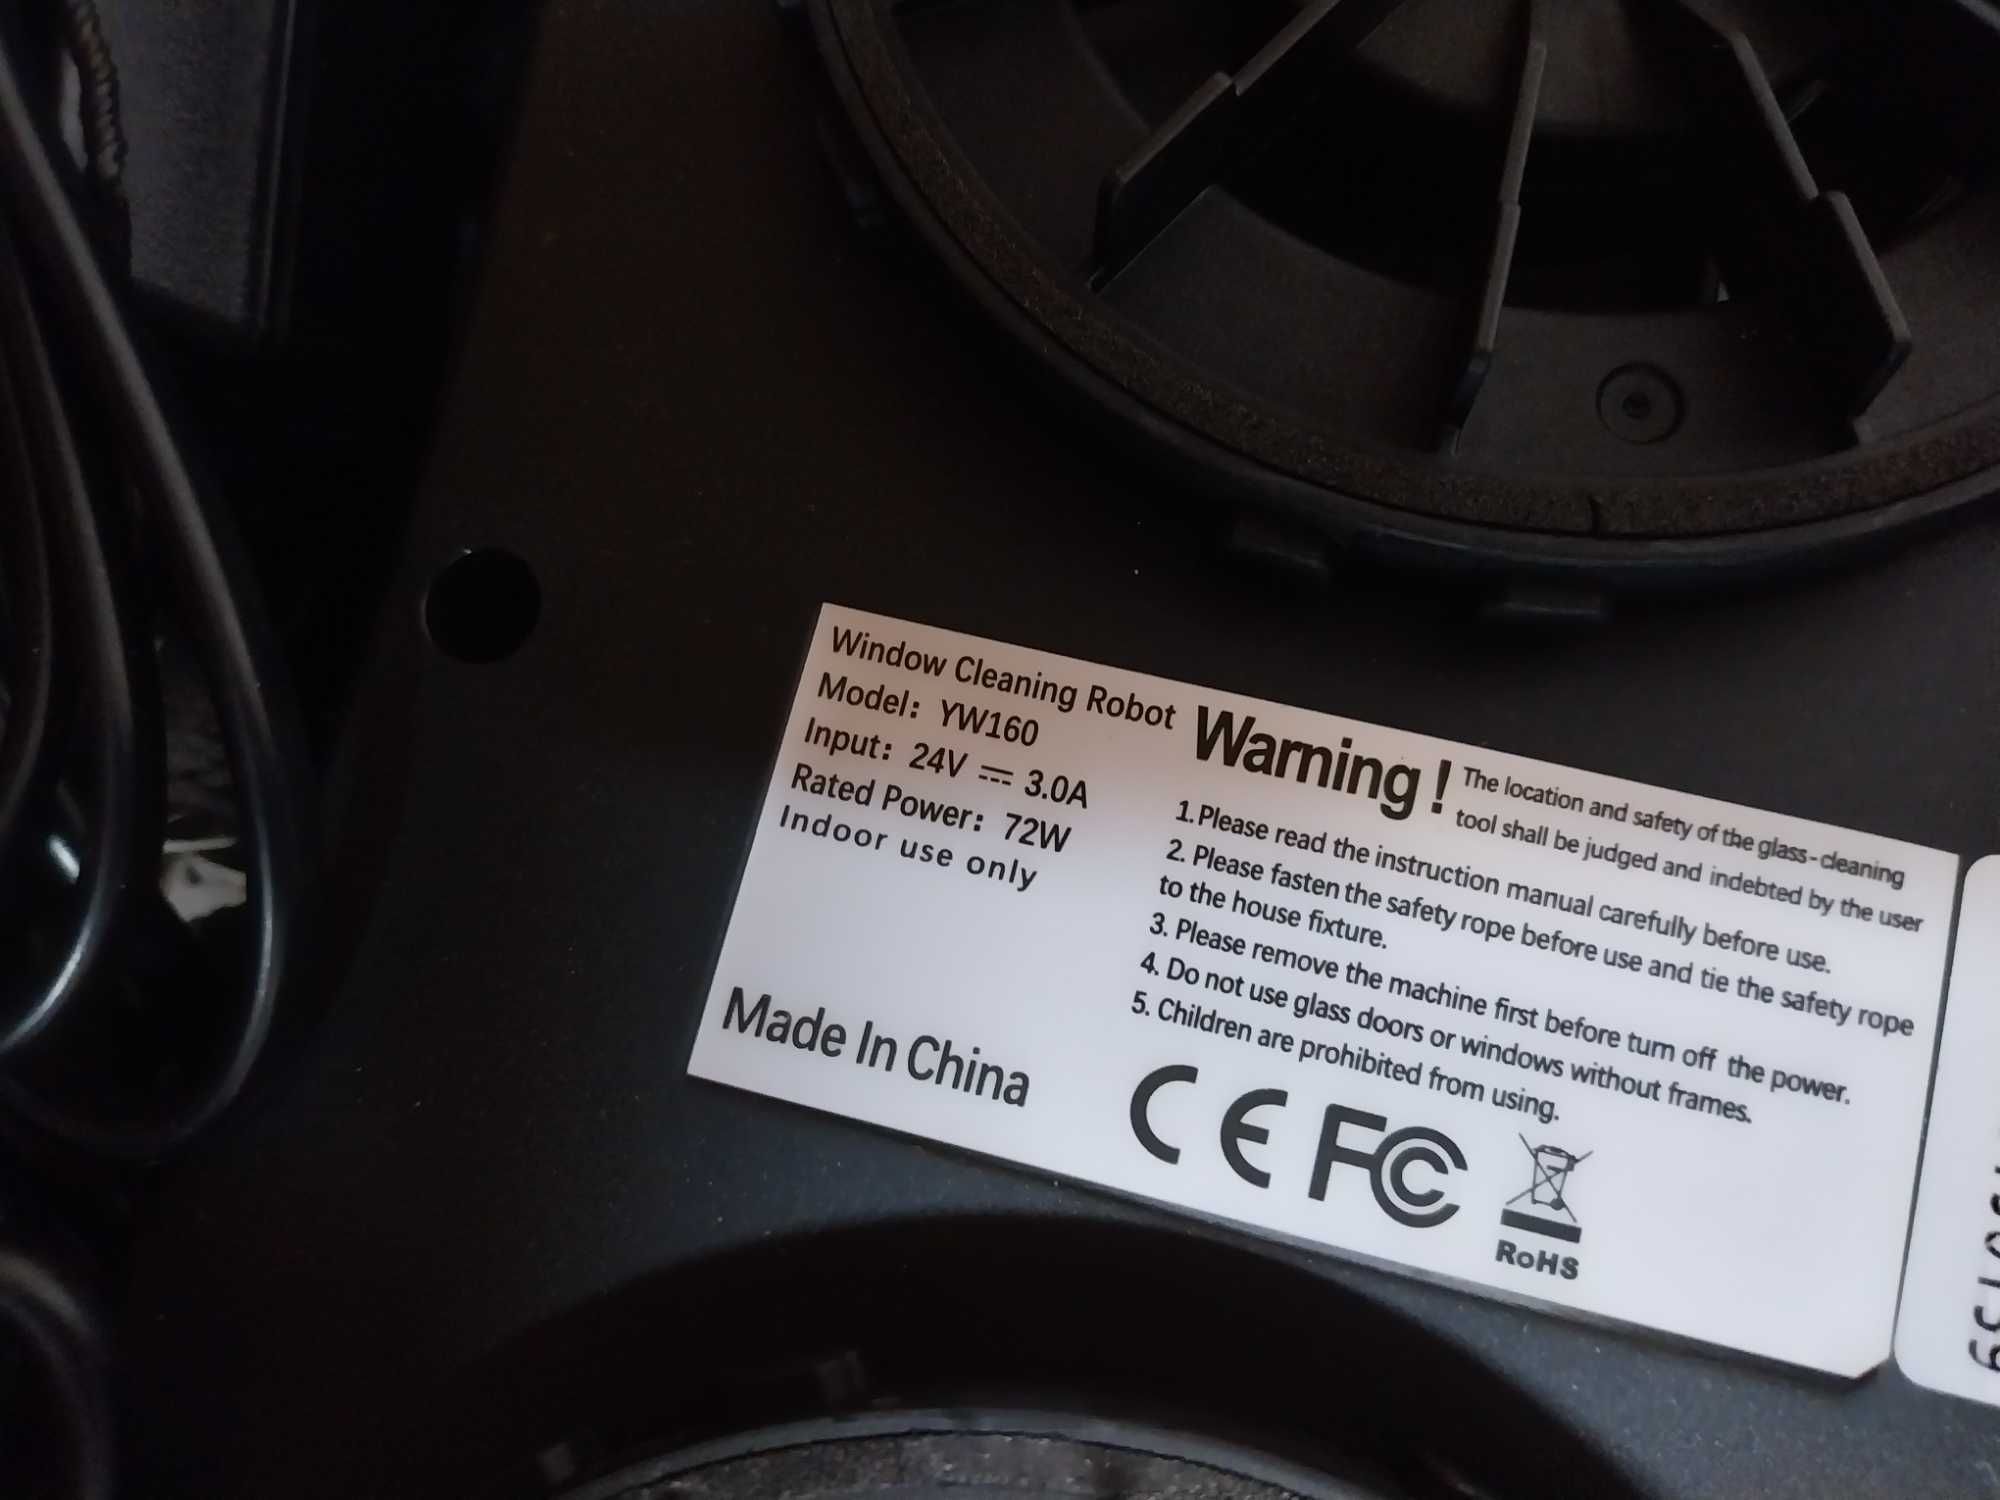 Window Cleaning Robot
Model: YW160
Input: 24V ⎓ 3.0A
Rated Power: 72W
Indoor use only
Made In China
Warning! The location and safety of the glass-cleaning
tool shall be judged and indebted by the user
1.Please read the instruction manual carefully before use.
2. Please fasten the safety rope before use and tie the safety rope
to the house fixture.
3. Please remove the machine first before turn off the power.
4. Do not use glass doors or windows without frames.
5. Children are prohibited from using.
CE FC
RoHS